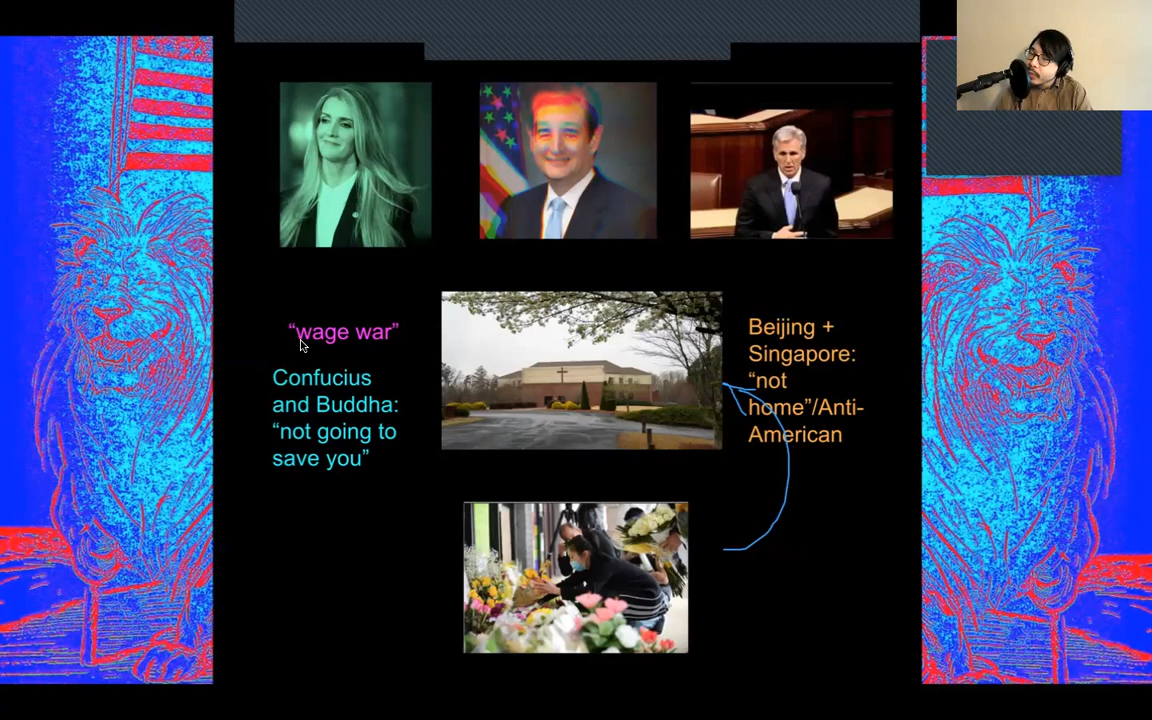 “wage war”
Confucius
and Buddha:
“not going to
save you”
Beijing +
Singapore:
“not
home”/Anti-
American